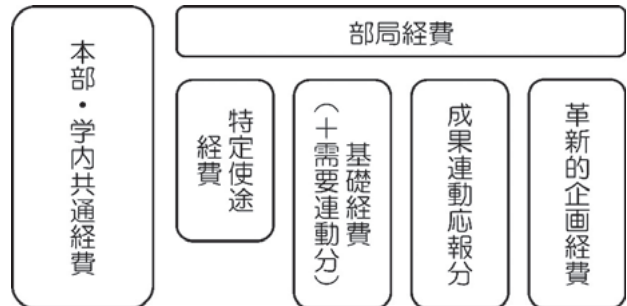 本部・学内共通経費
部局経費
特定使途
経費
基礎経費
(+需要連動分)
成果連動応報分
革新的企画経費